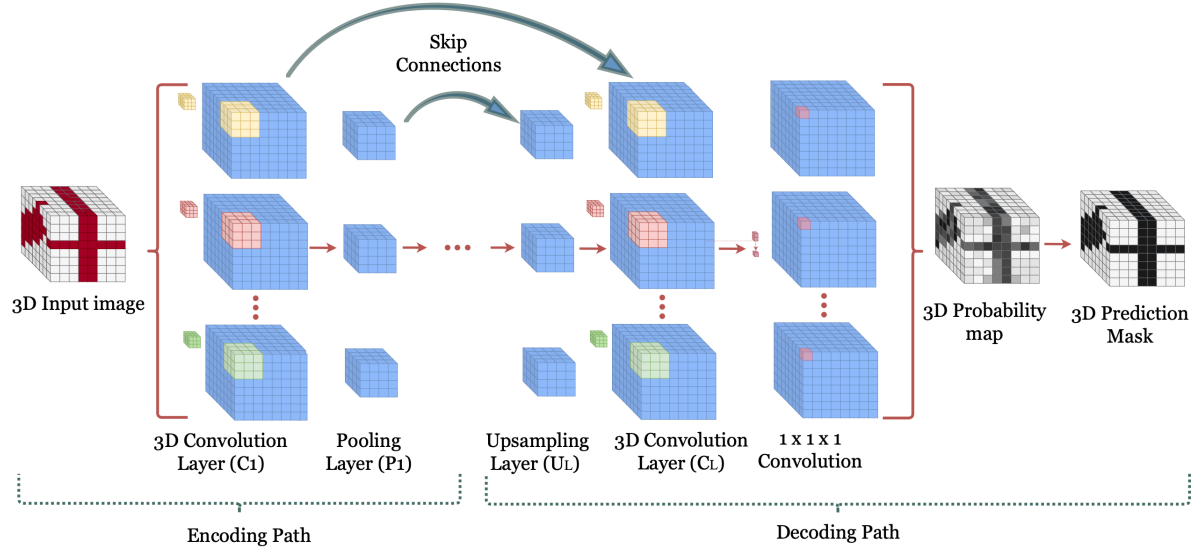 Skip
Connections
3D Input image
3D Probability
map
3D Prediction
Mask
3D Convolution
Layer (C1)
Pooling
Layer (P1)
Upsampling
Layer (UL)
3D Convolution
Layer (CL)
1 x 1 x 1
Convolution
Encoding Path
Decoding Path